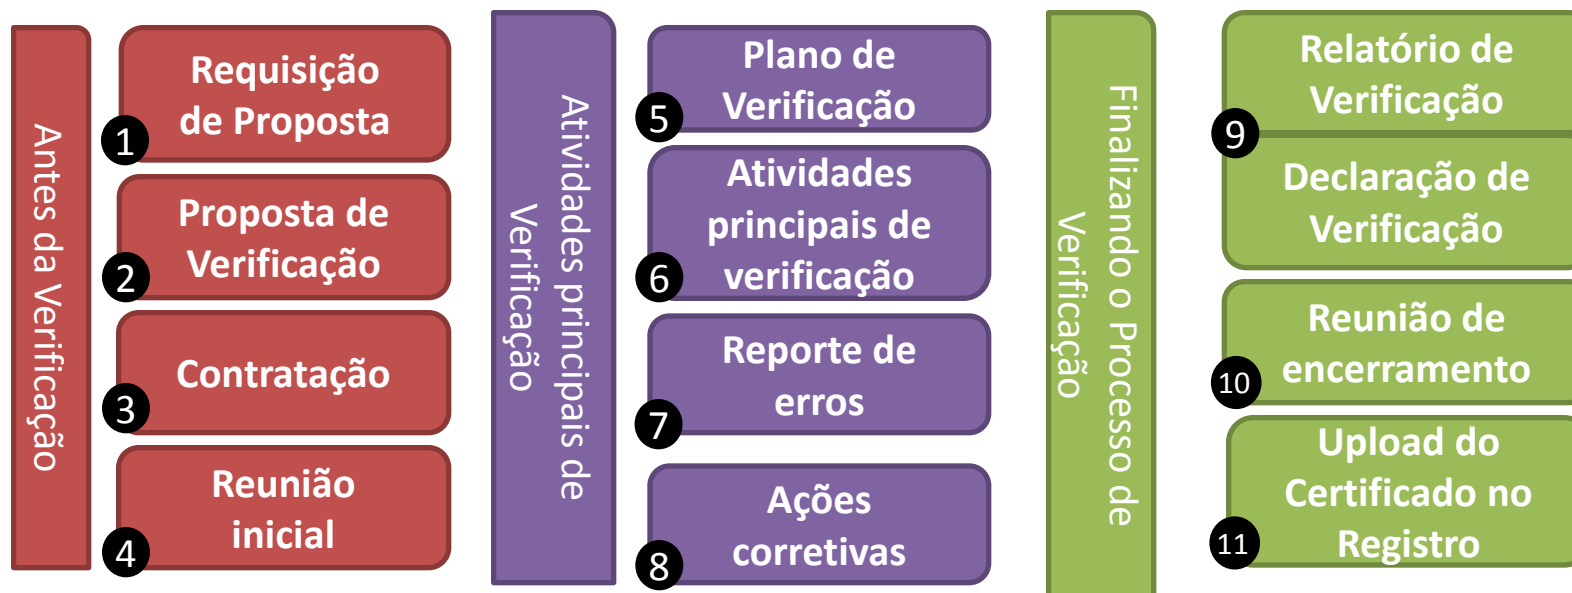 Antes da Verificação
Requisição
de Proposta
1
Proposta de
Verificação
2
Contratação
3
Reunião
inicial
4
Atividades principais de
Verificação
Plano de
Verificação
5
Atividades
principais de
verificação
6
Reporte de
erros
7
Ações
corretivas
8
Finalizando o Processo de
Verificação
Relatório de
Verificação
9
Declaração de
Verificação
Reunião de
encerramento
10
Upload do
Certificado no
Registro
11